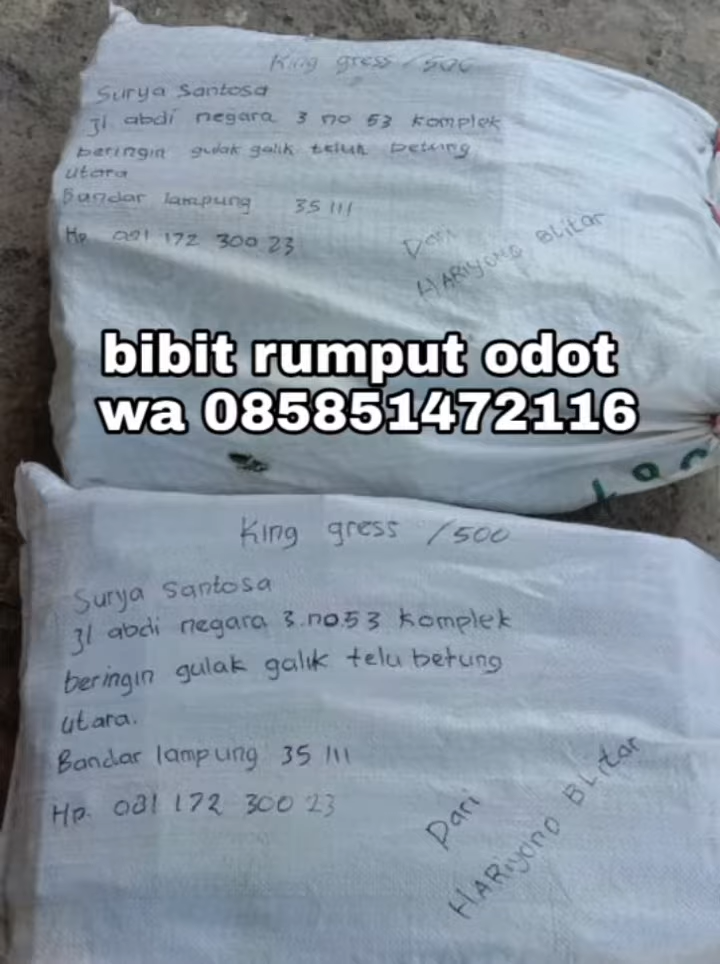 King gress /500
Surya Santosa
Jl abdi negara 3 no 53 komplek
beringin gulak galik teluk betung
utara
Bandar lampung 35 111
Hp 081 172 300 23
Dari
HARiyono BLitar
bibit rumput odot
wa 085851472116
King gress /500
Surya Santosa
Jl abdi negara 3.no.53 komplek
beringin gulak galik telu betung
utara.
Bandar lampung 35 111
Hp. 081 172 300 23
Dari
HARiyono BLitar